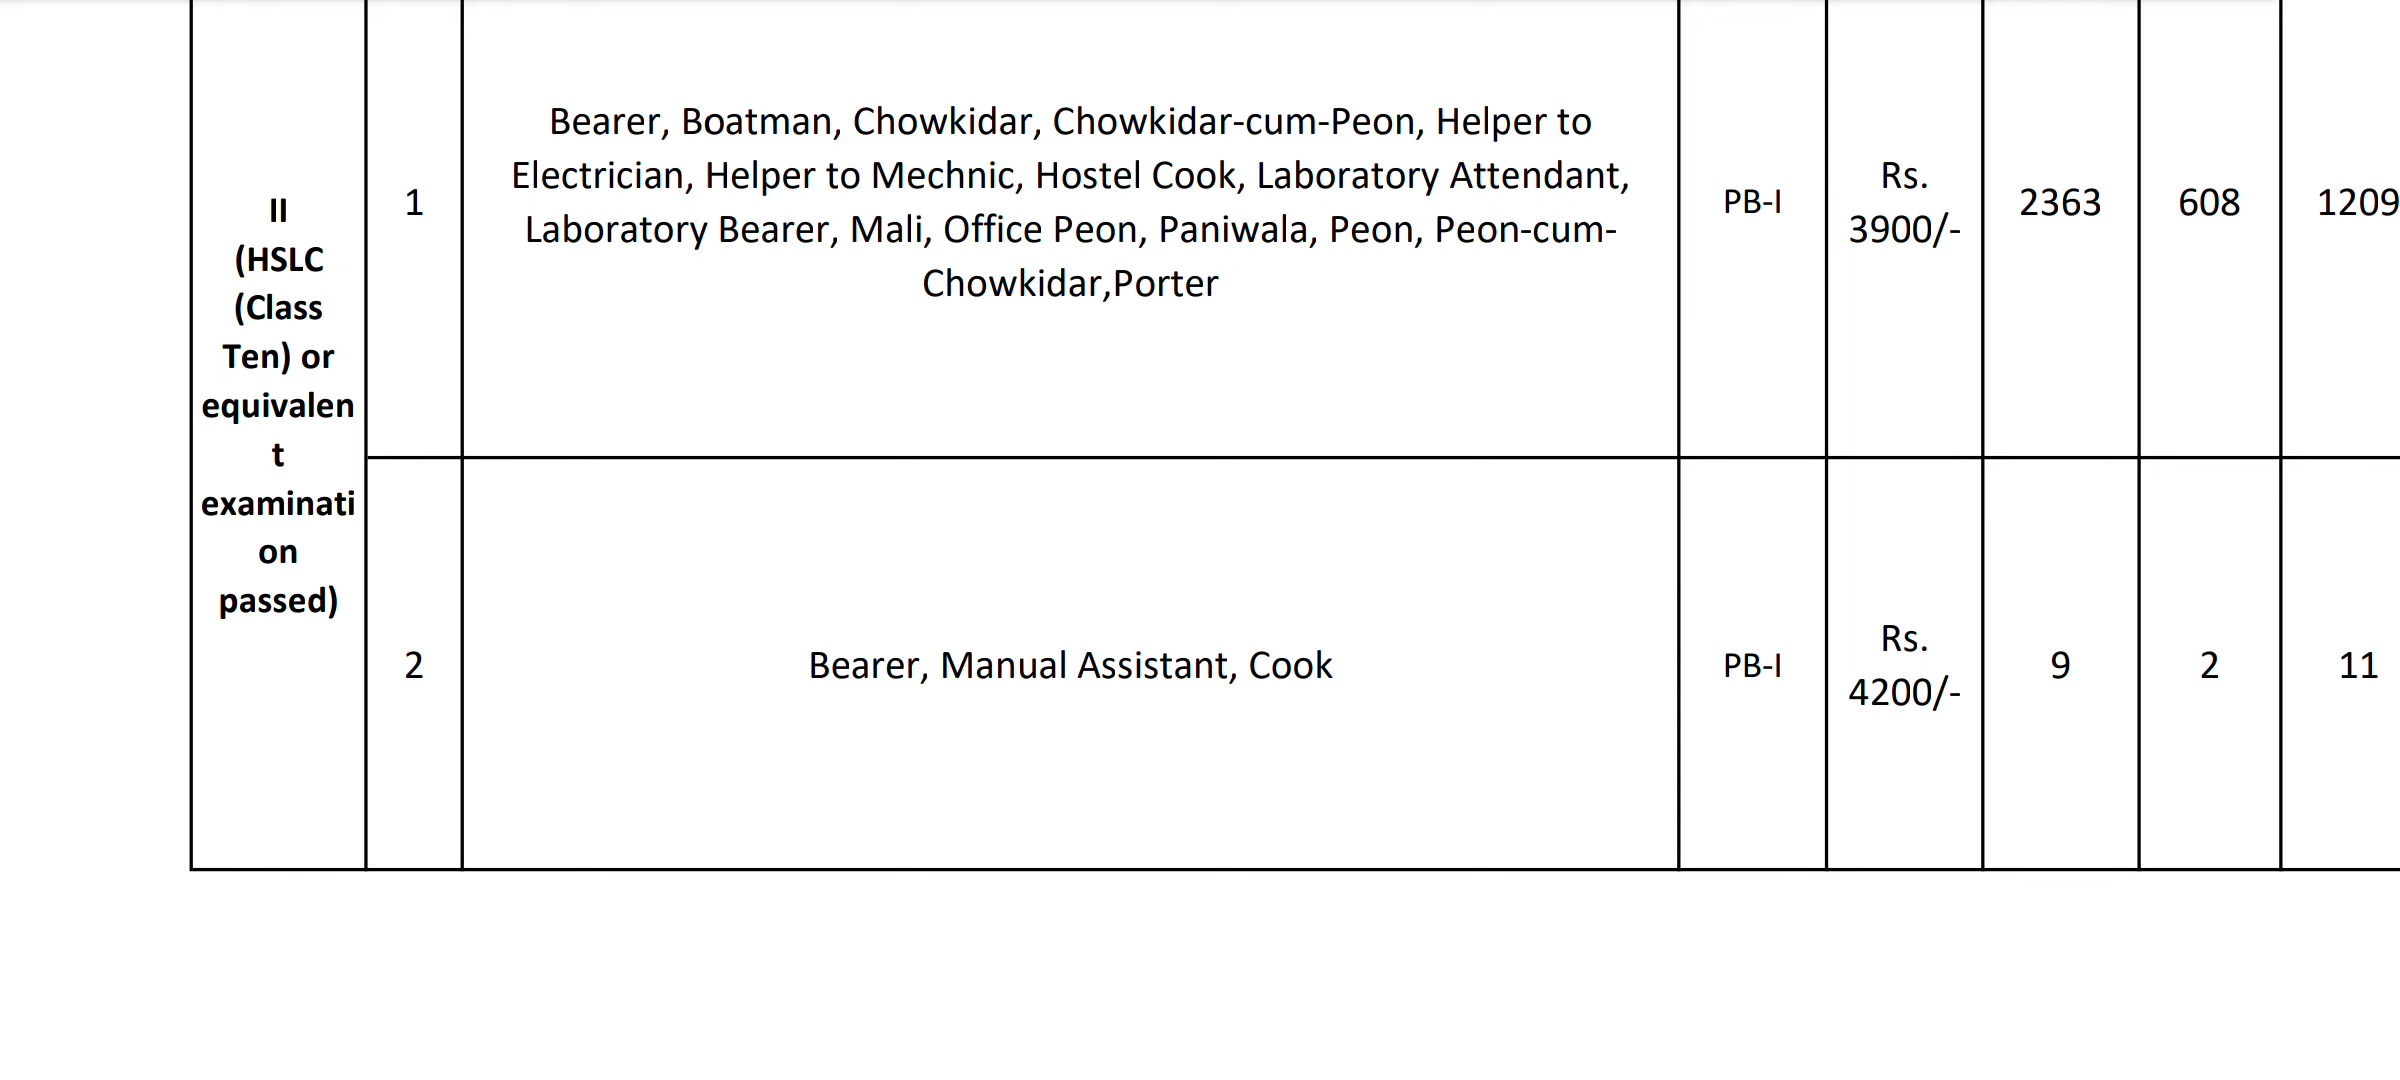 II
(HSLC
(Class
Ten) or
equivalen
t
examinati
on
passed)
1
Bearer, Boatman, Chowkidar, Chowkidar-cum-Peon, Helper to
Electrician, Helper to Mechnic, Hostel Cook, Laboratory Attendant,
Laboratory Bearer, Mali, Office Peon, Paniwala, Peon, Peon-cum-
Chowkidar,Porter
PB-I
Rs.
3900/-
2363
608
1209
2
Bearer, Manual Assistant, Cook
PB-I
Rs.
4200/-
9
2
11